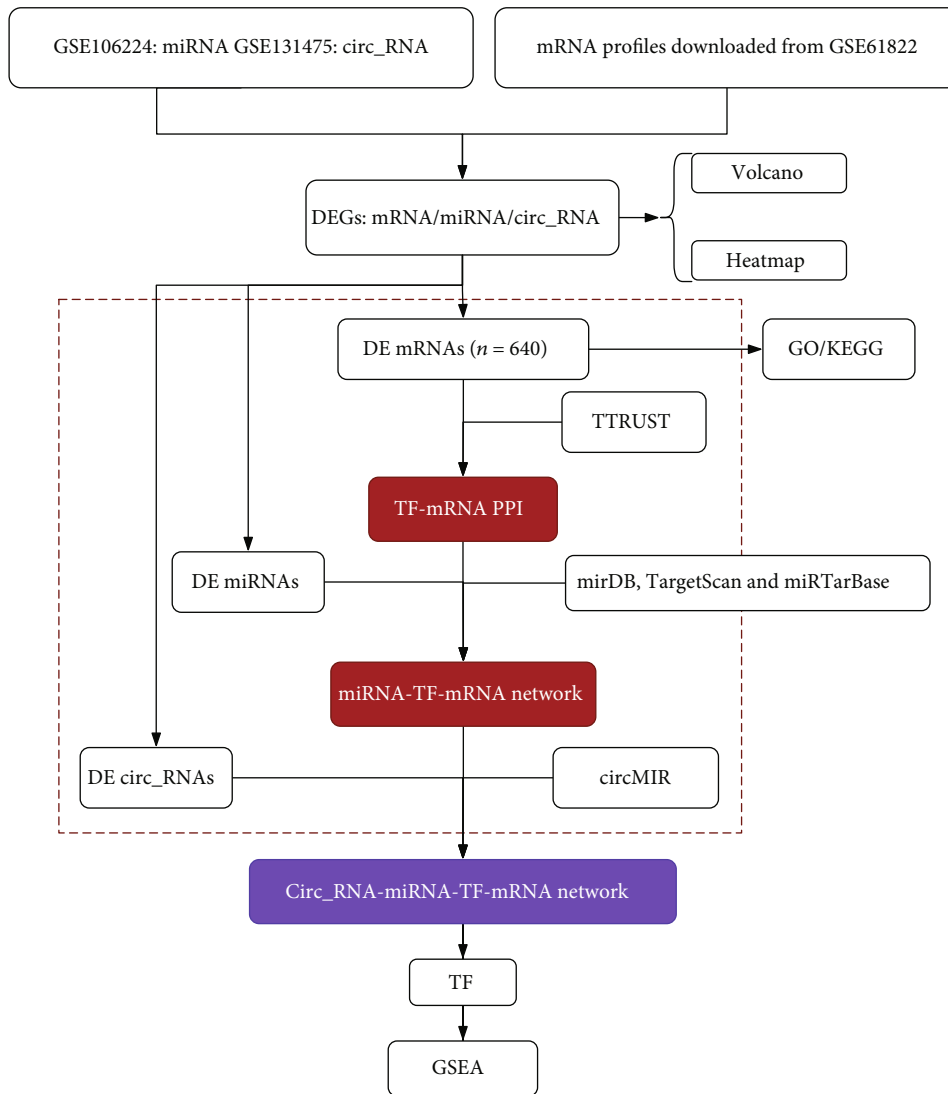 GSE106224: miRNA GSE131475: circ_RNA
mRNA profiles downloaded from GSE61822
Volcano
DEGs: mRNA/miRNA/circ_RNA
Heatmap
DE mRNAs (n = 640)
GO/KEGG
TTRUST
TF-mRNA PPI
DE miRNAs
mirDB, TargetScan and miRTarBase
miRNA-TF-mRNA network
DE circ_RNAs
circMIR
Circ_RNA-miRNA-TF-mRNA network
TF
GSEA